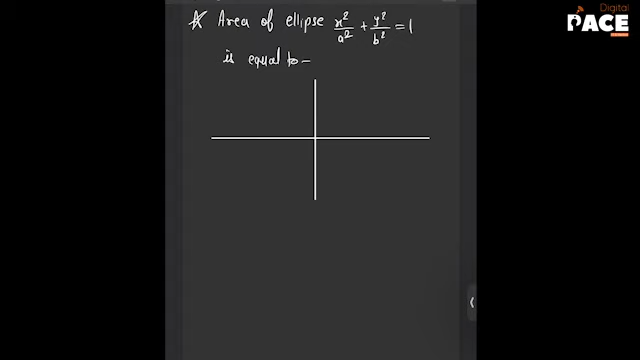 ☆ Area of ellipse x²/a² + y²/b² = 1
is equal to –
Digital
PACE